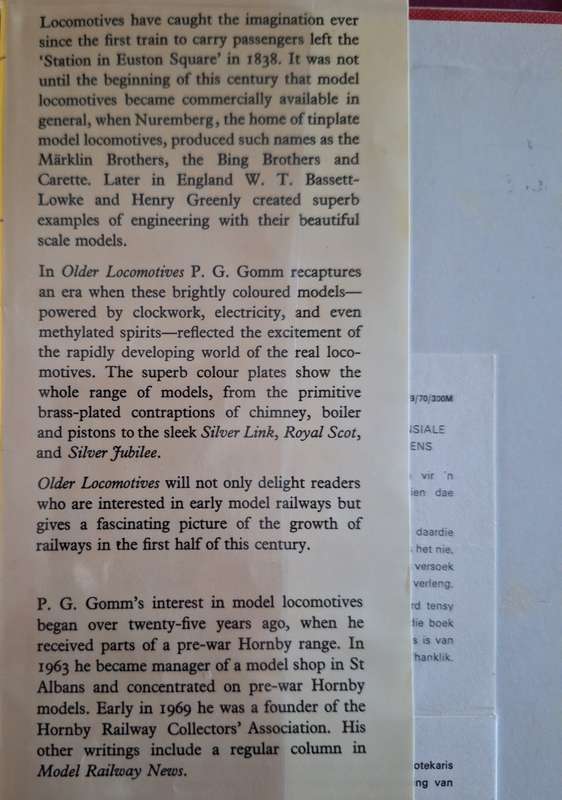 Locomotives have caught the imagination ever
since the first train to carry passengers left the
‘Station in Euston Square’ in 1838. It was not
until the beginning of this century that model
locomotives became commercially available in
general, when Nuremberg, the home of tinplate
model locomotives, produced such names as the
Märklin Brothers, the Bing Brothers and
Carette. Later in England W. T. Bassett-
Lowke and Henry Greenly created superb
examples of engineering with their beautiful
scale models.
In Older Locomotives P. G. Gomm recaptures
an era when these brightly coloured models—
powered by clockwork, electricity, and even
methylated spirits—reflected the excitement of
the rapidly developing world of the real loco-
motives. The superb colour plates show the
whole range of models, from the primitive
brass-plated contraptions of chimney, boiler
and pistons to the sleek Silver Link, Royal Scot,
and Silver Jubilee.
Older Locomotives will not only delight readers
who are interested in early model railways but
gives a fascinating picture of the growth of
railways in the first half of this century.
P. G. Gomm’s interest in model locomotives
began over twenty-five years ago, when he
received parts of a pre-war Hornby range. In
1963 he became manager of a model shop in St
Albans and concentrated on pre-war Hornby
models. Early in 1969 he was a founder of the
Hornby Railway Collectors’ Association. His
other writings include a regular column in
Model Railway News.
/70/300M
SIALE
ENS
vir 'n
dae
daardie
het nie,
versoek
verleng.
tensy
die boek
is van
hanklik.
otekaris
ng van